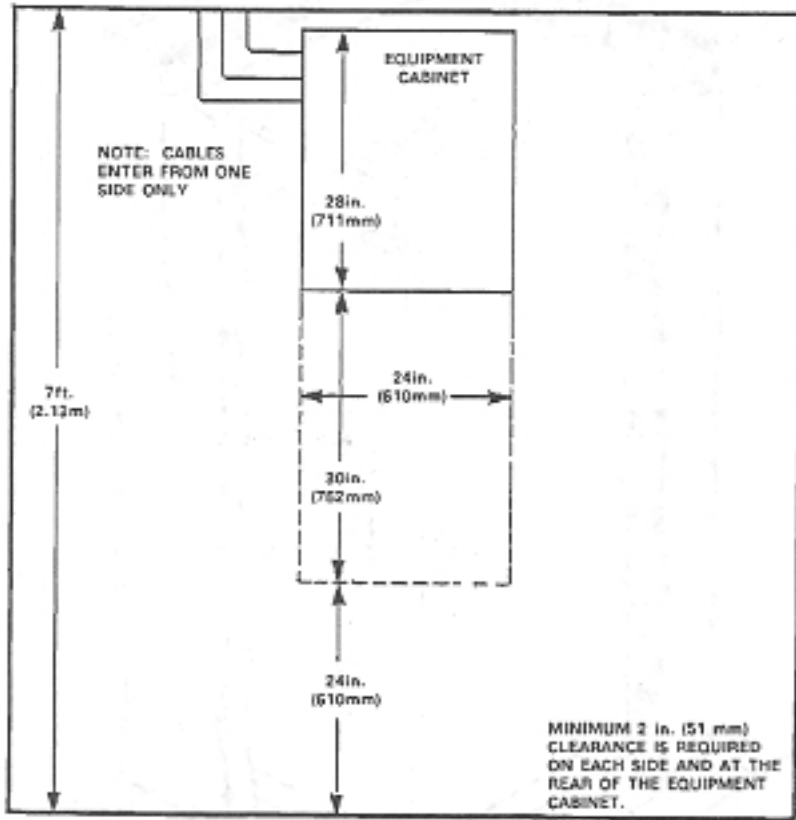 EQUIPMENT
CABINET
NOTE: CABLES
ENTER FROM ONE
SIDE ONLY
28in.
(711mm)
7ft.
(2.13m)
24in.
(610mm)
30in.
(762mm)
24in.
(610mm)
MINIMUM 2 in. (51 mm)
CLEARANCE IS REQUIRED
ON EACH SIDE AND AT THE
REAR OF THE EQUIPMENT
CABINET.